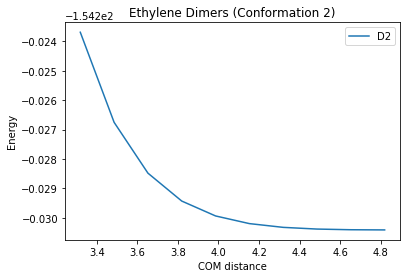 −1.542e2
Ethylene Dimers (Conformation 2)
D2
−0.024
−0.025
−0.026
−0.027
−0.028
−0.029
−0.030
Energy
3.4 3.6 3.8 4.0 4.2 4.4 4.6 4.8
COM distance